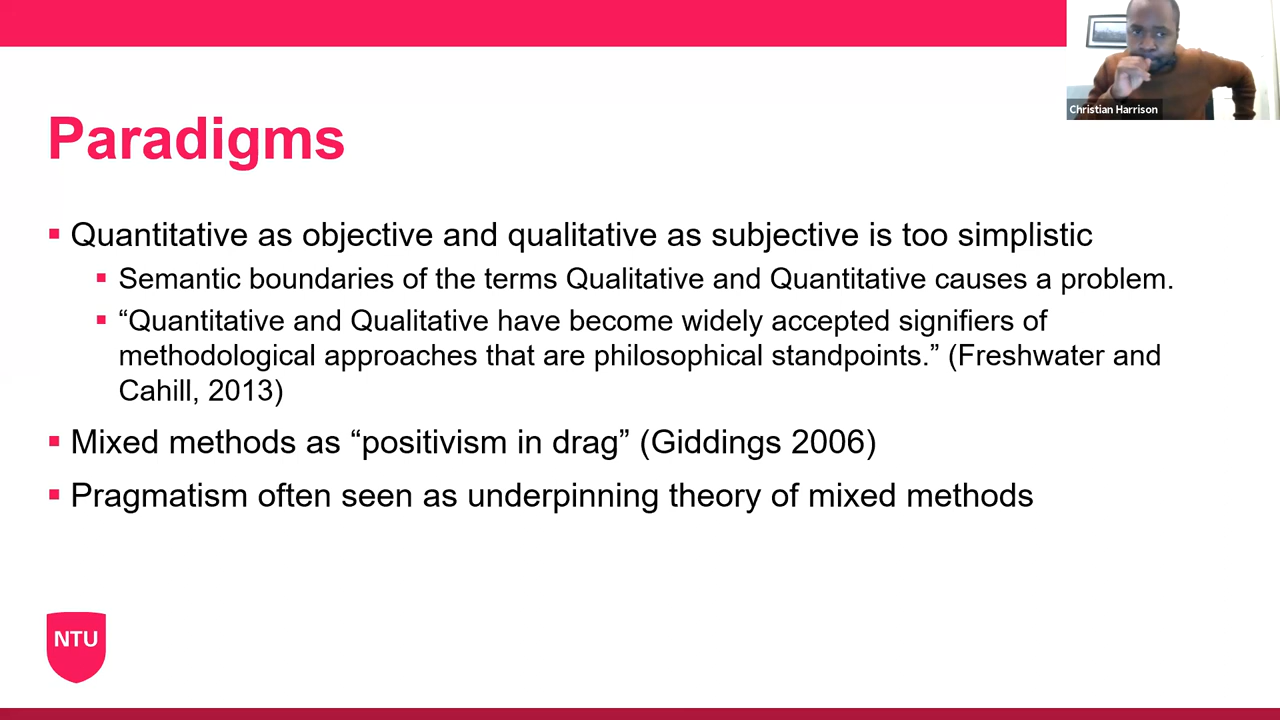 Christian Harrison
Paradigms
Quantitative as objective and qualitative as subjective is too simplistic
Semantic boundaries of the terms Qualitative and Quantitative causes a problem.
“Quantitative and Qualitative have become widely accepted signifiers of
methodological approaches that are philosophical standpoints.” (Freshwater and
Cahill, 2013)
Mixed methods as “positivism in drag” (Giddings 2006)
Pragmatism often seen as underpinning theory of mixed methods
NTU